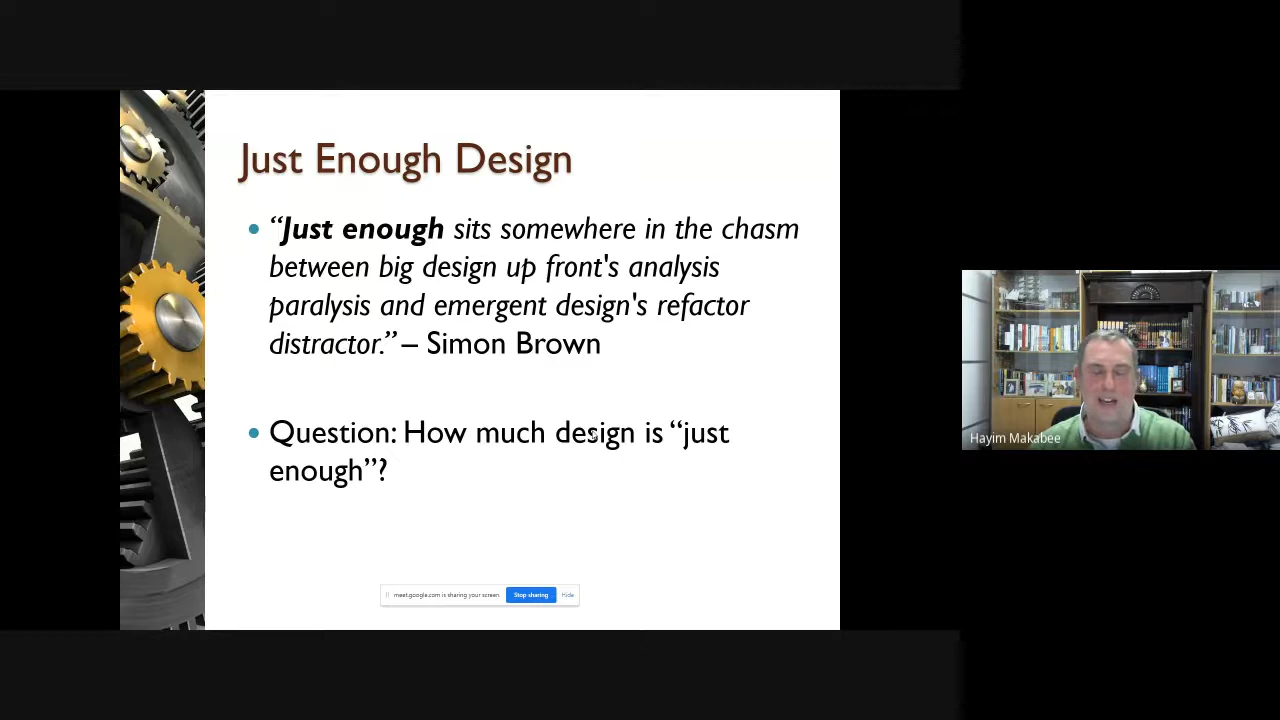 Just Enough Design
• “Just enough sits somewhere in the chasm
between big design up front's analysis
paralysis and emergent design's refactor
distractor.” – Simon Brown
• Question: How much design is “just
enough”?
meet.google.com is sharing your screen. Stop sharing Hide
Hayim Makabee